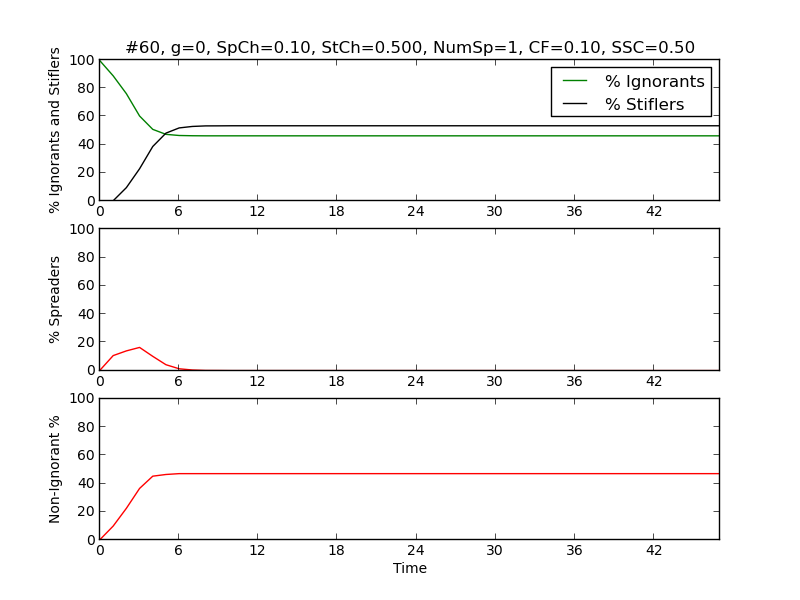 #60, g=0, SpCh=0.10, StCh=0.500, NumSp=1, CF=0.10, SSC=0.50
% Ignorants and Stiflers
100
80
60
40
20
0
% Ignorants
% Stiflers
0 6 12 18 24 30 36 42
% Spreaders
100
80
60
40
20
0
0 6 12 18 24 30 36 42
Non-Ignorant %
100
80
60
40
20
0
0 6 12 18 24 30 36 42
Time